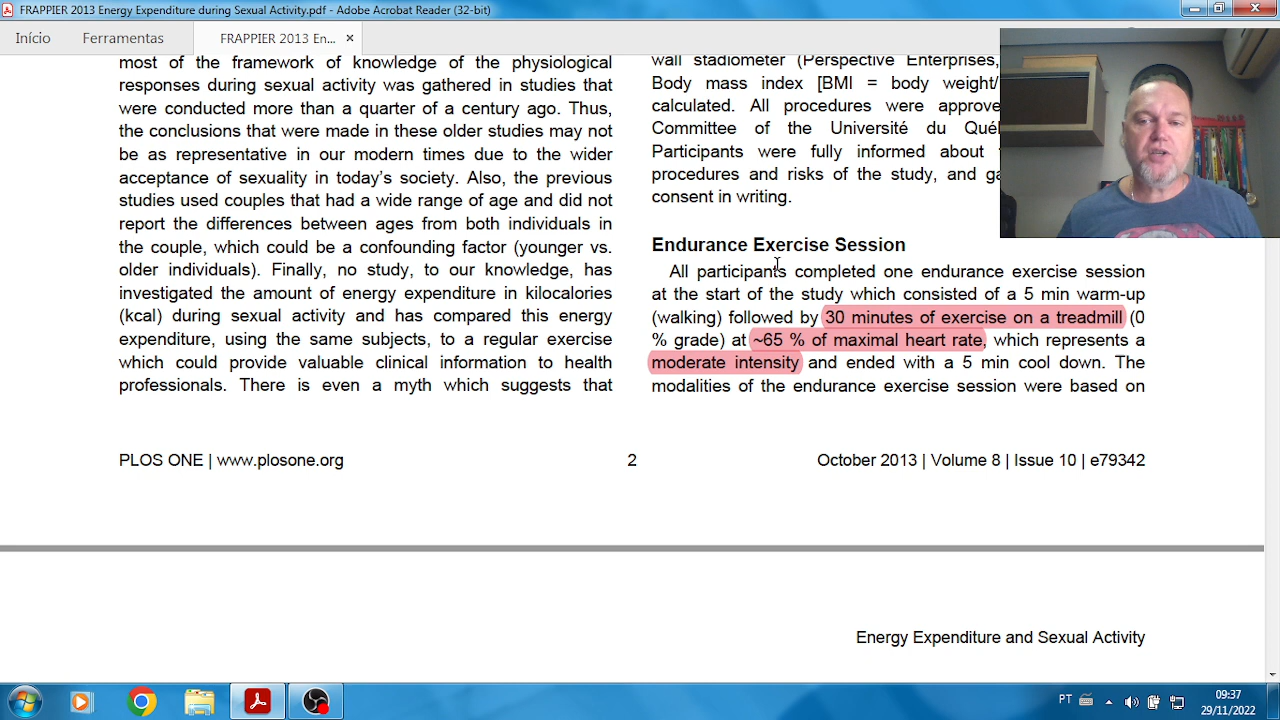 FRAPPIER 2013 Energy Expenditure during Sexual Activity.pdf - Adobe Acrobat Reader (32-bit)
Início
Ferramentas
FRAPPIER 2013 En...
most of the framework of knowledge of the physiological
responses during sexual activity was gathered in studies that
were conducted more than a quarter of a century ago. Thus,
the conclusions that were made in these older studies may not
be as representative in our modern times due to the wider
acceptance of sexuality in today's society. Also, the previous
studies used couples that had a wide range of age and did not
report the differences between ages from both individuals in
the couple, which could be a confounding factor (younger vs.
older individuals). Finally, no study, to our knowledge, has
investigated the amount of energy expenditure in kilocalories
(kcal) during sexual activity and has compared this energy
expenditure, using the same subjects, to a regular exercise
which could provide valuable clinical information to health
professionals. There is even a myth which suggests that
wall stadiometer (Perspective Enterprises,
Body mass index [BMI = body weight/
calculated. All procedures were approve
Committee of the Université du Qué
Participants were fully informed about
procedures and risks of the study, and ga
consent in writing.
Endurance Exercise Session
All participants completed one endurance exercise session
at the start of the study which consisted of a 5 min warm-up
(walking) followed by 30 minutes of exercise on a treadmill (0
% grade) at ~65 % of maximal heart rate, which represents a
moderate intensity and ended with a 5 min cool down. The
modalities of the endurance exercise session were based on
PLOS ONE | www.plosone.org
2
October 2013 | Volume 8 | Issue 10 | e79342
Energy Expenditure and Sexual Activity
PT
09:37
29/11/2022